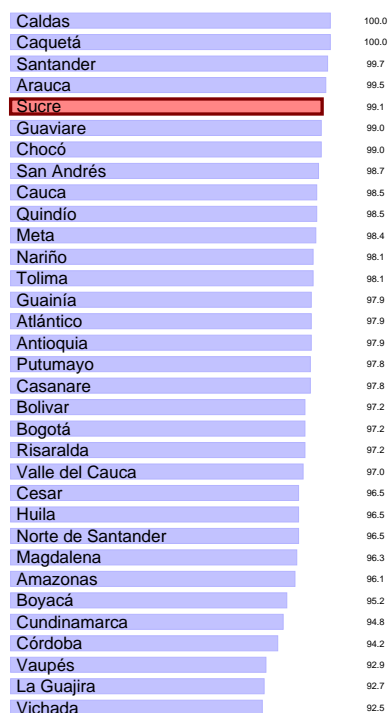 Caldas 100.0
Caquetá 100.0
Santander 99.7
Arauca 99.5
Sucre 99.1
Guaviare 99.0
Chocó 99.0
San Andrés 98.7
Cauca 98.5
Quindío 98.5
Meta 98.4
Nariño 98.1
Tolima 98.1
Guainía 97.9
Atlántico 97.9
Antioquia 97.9
Putumayo 97.8
Casanare 97.8
Bolivar 97.2
Bogotá 97.2
Risaralda 97.2
Valle del Cauca 97.0
Cesar 96.5
Huila 96.5
Norte de Santander 96.5
Magdalena 96.3
Amazonas 96.1
Boyacá 95.2
Cundinamarca 94.8
Córdoba 94.2
Vaupés 92.9
La Guajira 92.7
Vichada 92.5